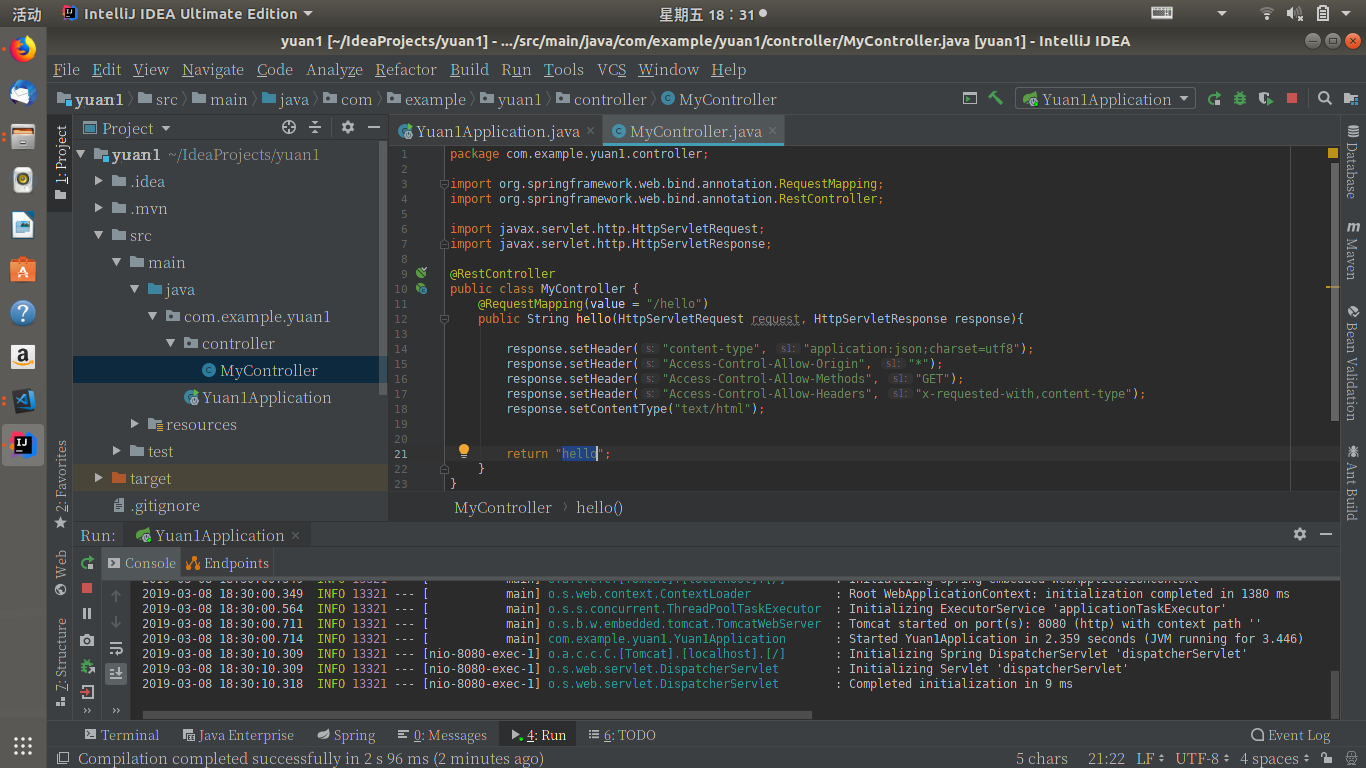 活动
IntelliJ IDEA Ultimate Edition
星期五 18：31
yuan1 [~/IdeaProjects/yuan1] - .../src/main/java/com/example/yuan1/controller/MyController.java [yuan1] - IntelliJ IDEA
File Edit View Navigate Code Analyze Refactor Build Run Tools VCS Window Help
yuan1 src main java com example yuan1 controller MyController
Yuan1Application
Project
Yuan1Application.java
MyController.java
1: Project
yuan1 ~/IdeaProjects/yuan1
.idea
.mvn
src
main
java
com.example.yuan1
controller
MyController
Yuan1Application
resources
test
target
.gitignore
1 package com.example.yuan1.controller;
2
3 import org.springframework.web.bind.annotation.RequestMapping;
4 import org.springframework.web.bind.annotation.RestController;
5
6 import javax.servlet.http.HttpServletRequest;
7 import javax.servlet.http.HttpServletResponse;
8
9 @RestController
10 public class MyController {
11 @RequestMapping(value = "/hello")
12 public String hello(HttpServletRequest request, HttpServletResponse response){
13
14 response.setHeader( s: "content-type", s1: "application:json;charset=utf8");
15 response.setHeader( s: "Access-Control-Allow-Origin", s1: "*");
16 response.setHeader( s: "Access-Control-Allow-Methods", s1: "GET");
17 response.setHeader( s: "Access-Control-Allow-Headers", s1: "x-requested-with,content-type");
18 response.setContentType("text/html");
19
20
21 return "hello";
22 }
23 }
MyController hello()
Database
Maven
Bean Validation
Ant Build
2: Favorites
Web
Z: Structure
Run: Yuan1Application
Console Endpoints
2019-03-08 18:30:00.349 INFO 13321 --- [ main] o.s.web.context.ContextLoader : Root WebApplicationContext: initialization completed in 1380 ms
2019-03-08 18:30:00.564 INFO 13321 --- [ main] o.s.s.concurrent.ThreadPoolTaskExecutor : Initializing ExecutorService 'applicationTaskExecutor'
2019-03-08 18:30:00.711 INFO 13321 --- [ main] o.s.b.w.embedded.tomcat.TomcatWebServer : Tomcat started on port(s): 8080 (http) with context path ''
2019-03-08 18:30:00.714 INFO 13321 --- [ main] com.example.yuan1.Yuan1Application : Started Yuan1Application in 2.359 seconds (JVM running for 3.446)
2019-03-08 18:30:10.309 INFO 13321 --- [nio-8080-exec-1] o.a.c.c.C.[Tomcat].[localhost].[/] : Initializing Spring DispatcherServlet 'dispatcherServlet'
2019-03-08 18:30:10.309 INFO 13321 --- [nio-8080-exec-1] o.s.web.servlet.DispatcherServlet : Initializing Servlet 'dispatcherServlet'
2019-03-08 18:30:10.318 INFO 13321 --- [nio-8080-exec-1] o.s.web.servlet.DispatcherServlet : Completed initialization in 9 ms
Terminal Java Enterprise Spring 0: Messages 4: Run 6: TODO Event Log
Compilation completed successfully in 2 s 96 ms (2 minutes ago) 5 chars 21:22 LF UTF-8 4 spaces